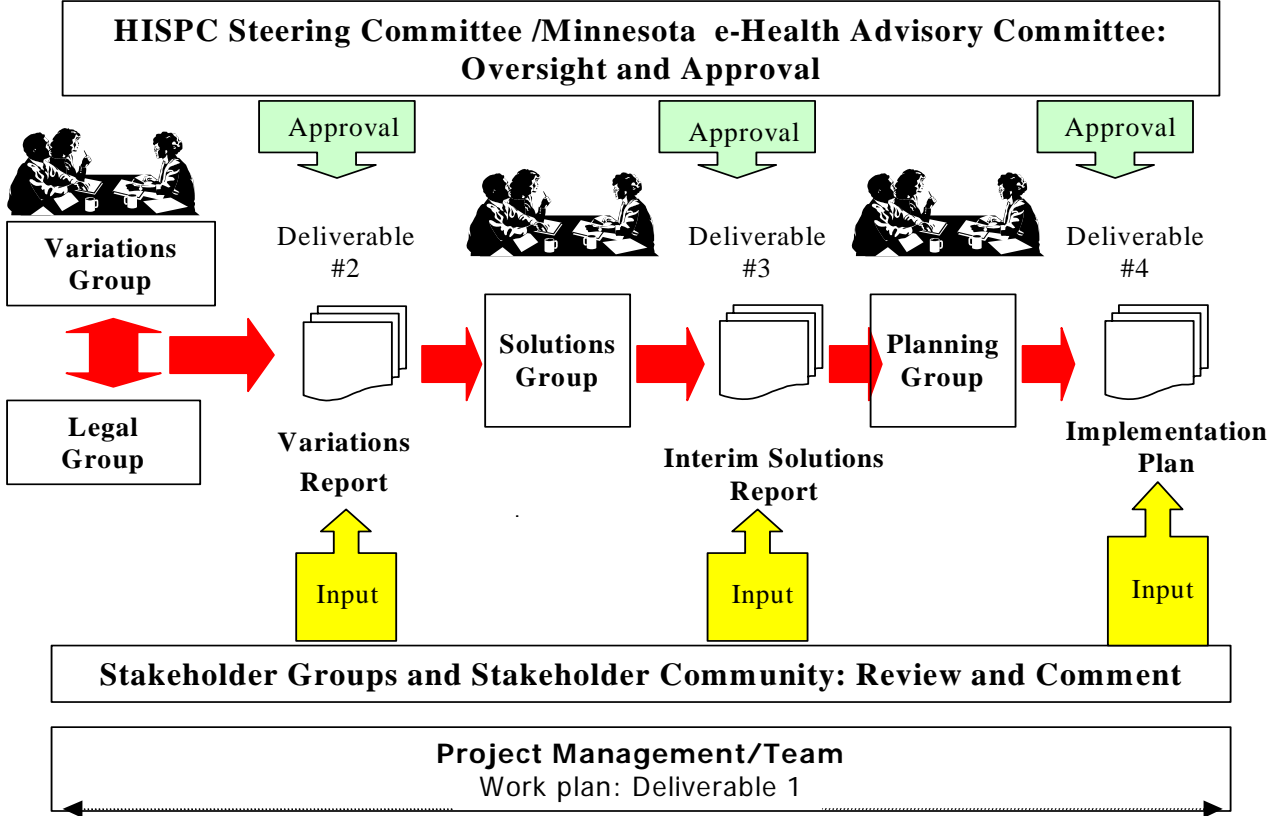 HISPC Steering Committee /Minnesota e-Health Advisory Committee:
Oversight and Approval
Approval
Approval
Approval
Variations
Group
Deliverable
#2
Deliverable
#3
Deliverable
#4
Solutions
Group
Planning
Group
Legal
Group
Variations
Report
Interim Solutions
Report
Implementation
Plan
Input
Input
Input
Stakeholder Groups and Stakeholder Community: Review and Comment
Project Management/Team
Work plan: Deliverable 1